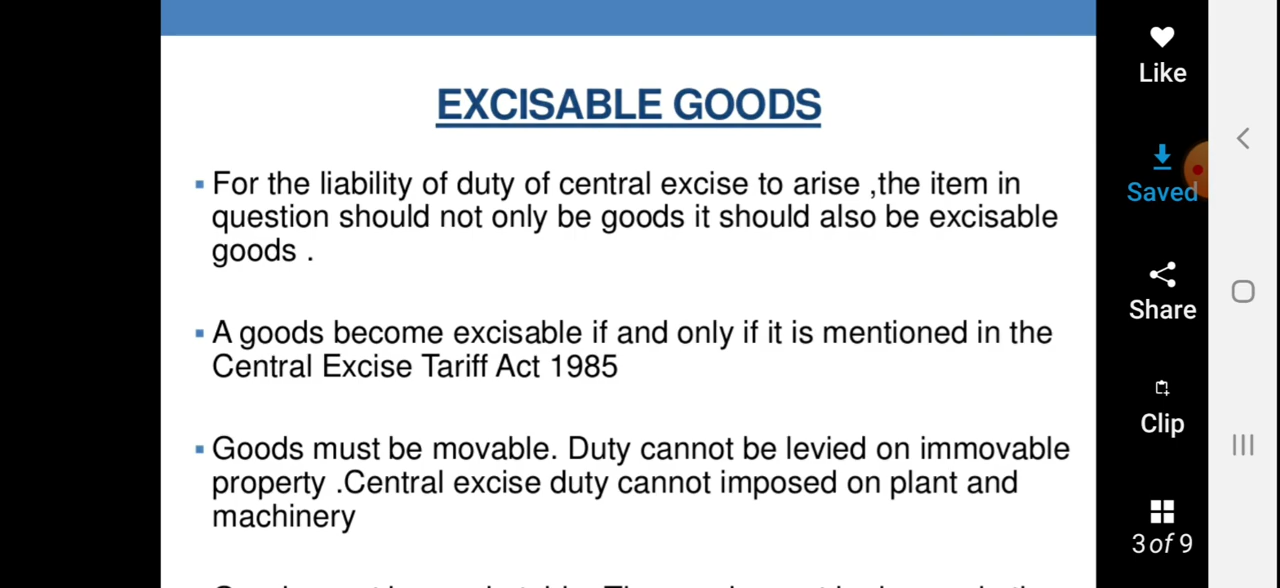 EXCISABLE GOODS
▪ For the liability of duty of central excise to arise ,the item in
question should not only be goods it should also be excisable
goods .
▪ A goods become excisable if and only if it is mentioned in the
Central Excise Tariff Act 1985
▪ Goods must be movable. Duty cannot be levied on immovable
property .Central excise duty cannot imposed on plant and
machinery
Like
Saved
Share
Clip
3 of 9